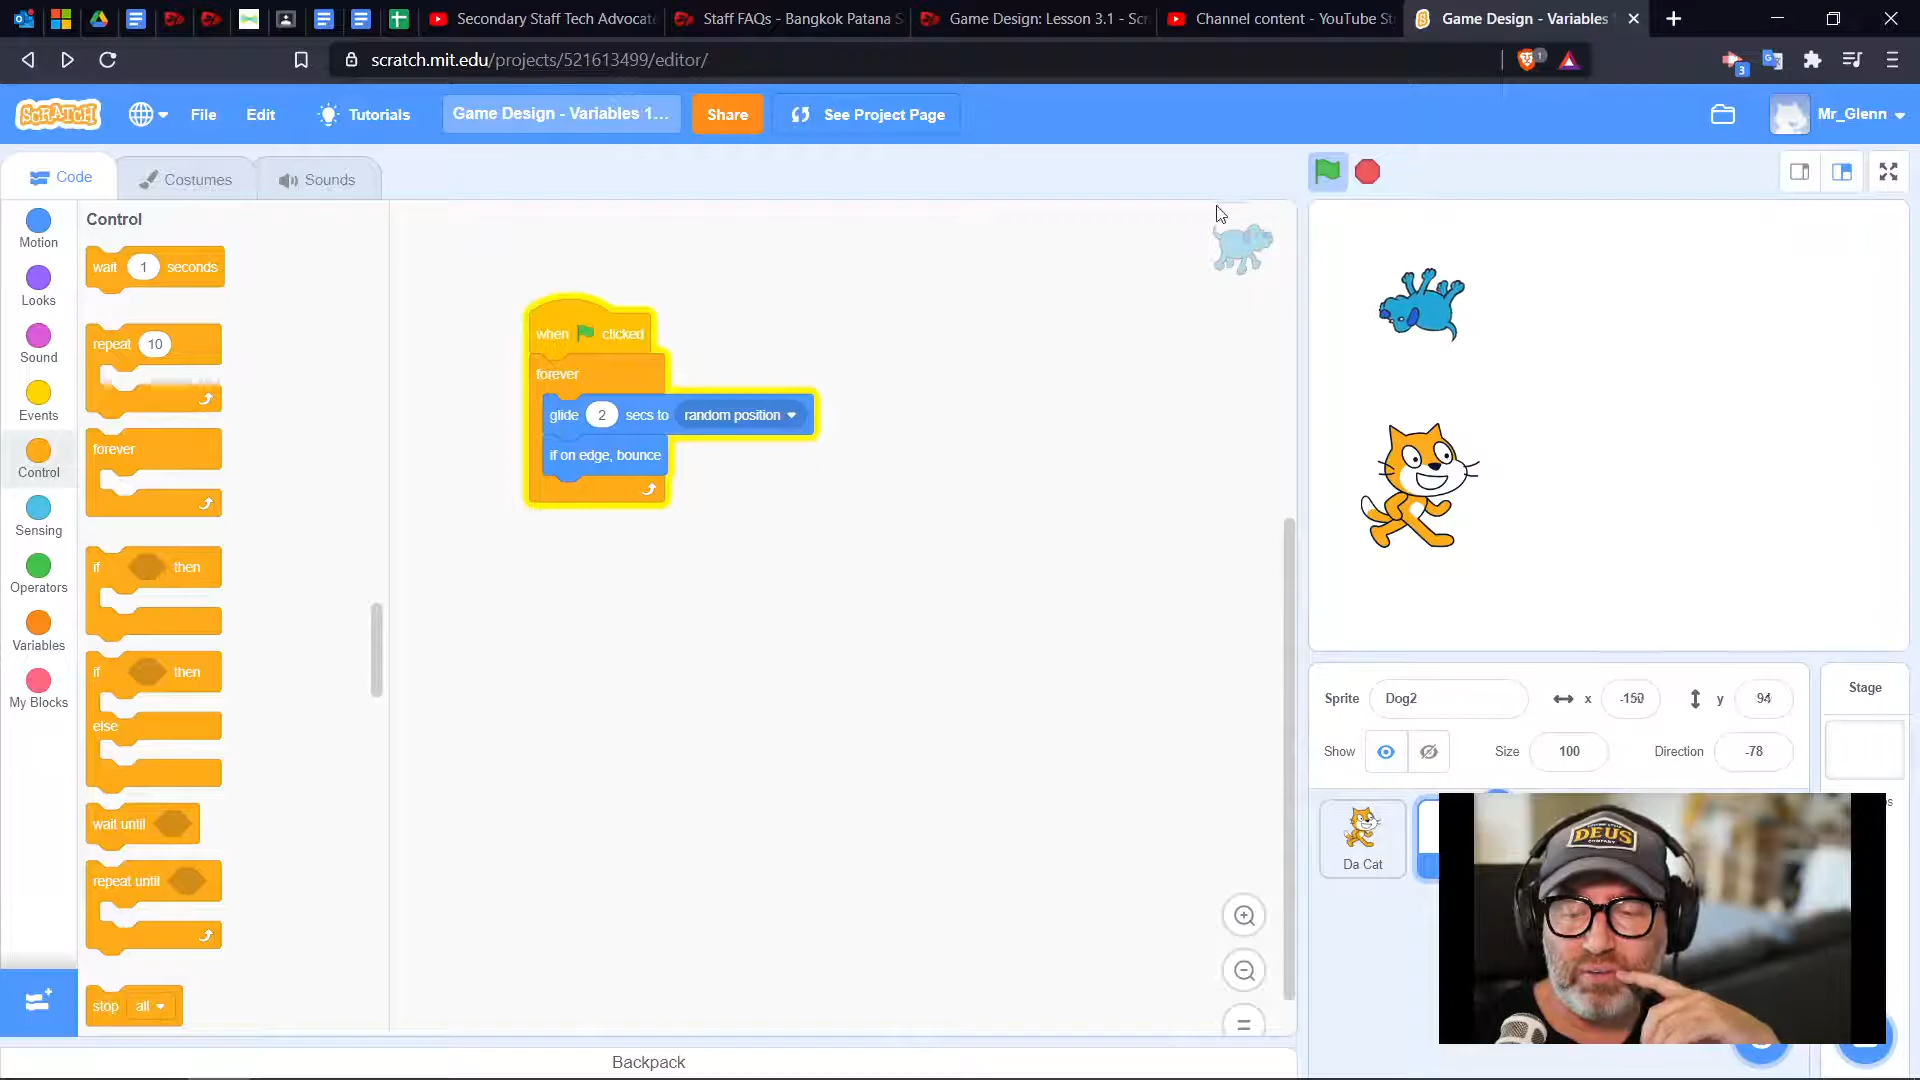 Secondary Staff Tech Advocate
Staff FAQs - Bangkok Patana S
Game Design: Lesson 3.1 - Scr
Channel content - YouTube St
Game Design - Variables
scratch.mit.edu/projects/521613499/editor/
1
3
SCRATCH
File
Edit
Tutorials
Game Design - Variables 1...
Share
See Project Page
Mr_Glenn
Code
Costumes
Sounds
Motion
Looks
Sound
Events
Control
Sensing
Operators
Variables
My Blocks
Control
wait 1 seconds
repeat 10
forever
if then
if then
else
wait until
repeat until
stop all
when clicked
forever
glide 2 secs to random position
if on edge, bounce
Sprite Dog2 x -150 y 94
Show Size 100 Direction -78
Stage
Da Cat
DEUS
Backpack